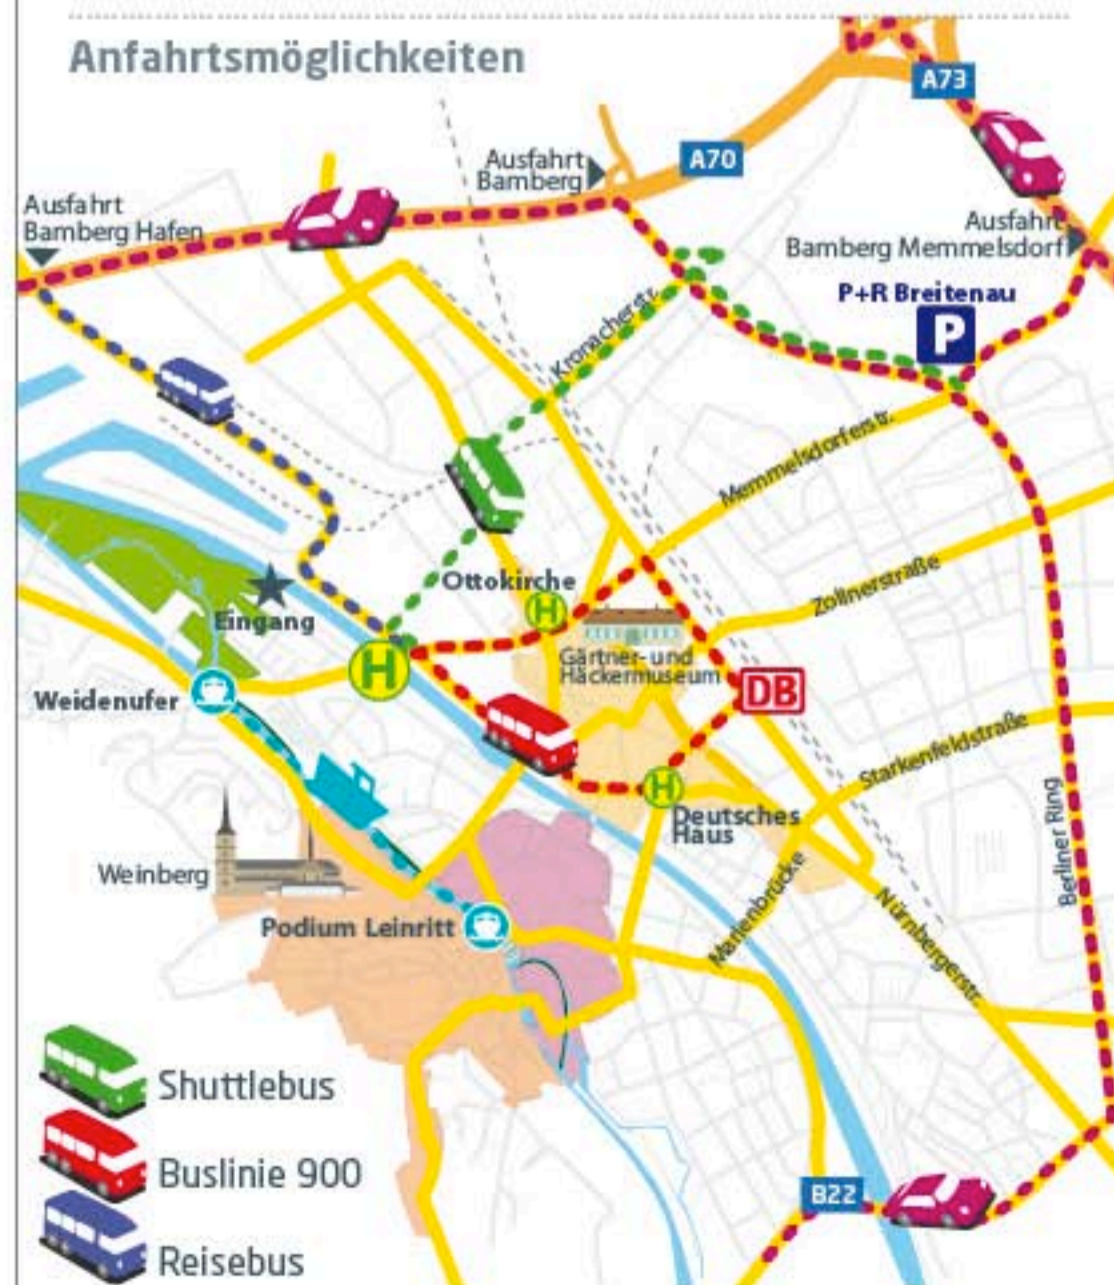 Anfahrtsmöglichkeiten
A73
A70
Ausfahrt
Bamberg
Ausfahrt
Bamberg Hafen
Ausfahrt
Bamberg Memmelsdorf
P+R Breitenau
P
Kronacherstr.
Memmelsdorferstr.
Ottokirche
H
Zollnerstraße
Eingang
Gärtner- und
Häckermuseum
H
Weidenufer
DB
Starkenfeldstraße
H
Deutsches
Haus
Berliner Ring
Weinberg
Marienbrücke
Nürnbergerstr.
Podium Leinritt
Shuttlebus
Buslinie 900
B22
Reisebus